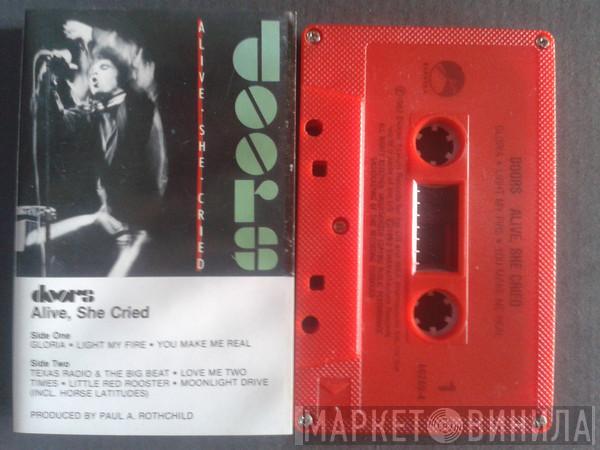 ALIVE, SHE CRIED
doors
doors
Alive, She Cried
Side One
GLORIA • LIGHT MY FIRE • YOU MAKE ME REAL
Side Two
TEXAS RADIO & THE BIG BEAT • LOVE ME TWO
TIMES • LITTLE RED ROOSTER • MOONLIGHT DRIVE
(INCL. HORSE LATITUDES)
PRODUCED BY PAUL A. ROTHCHILD
DOORS ALIVE, SHE CRIED
GLORIA • LIGHT MY FIRE • YOU MAKE ME REAL
1
60269-4
МАРКЕТ ВИНИЛА